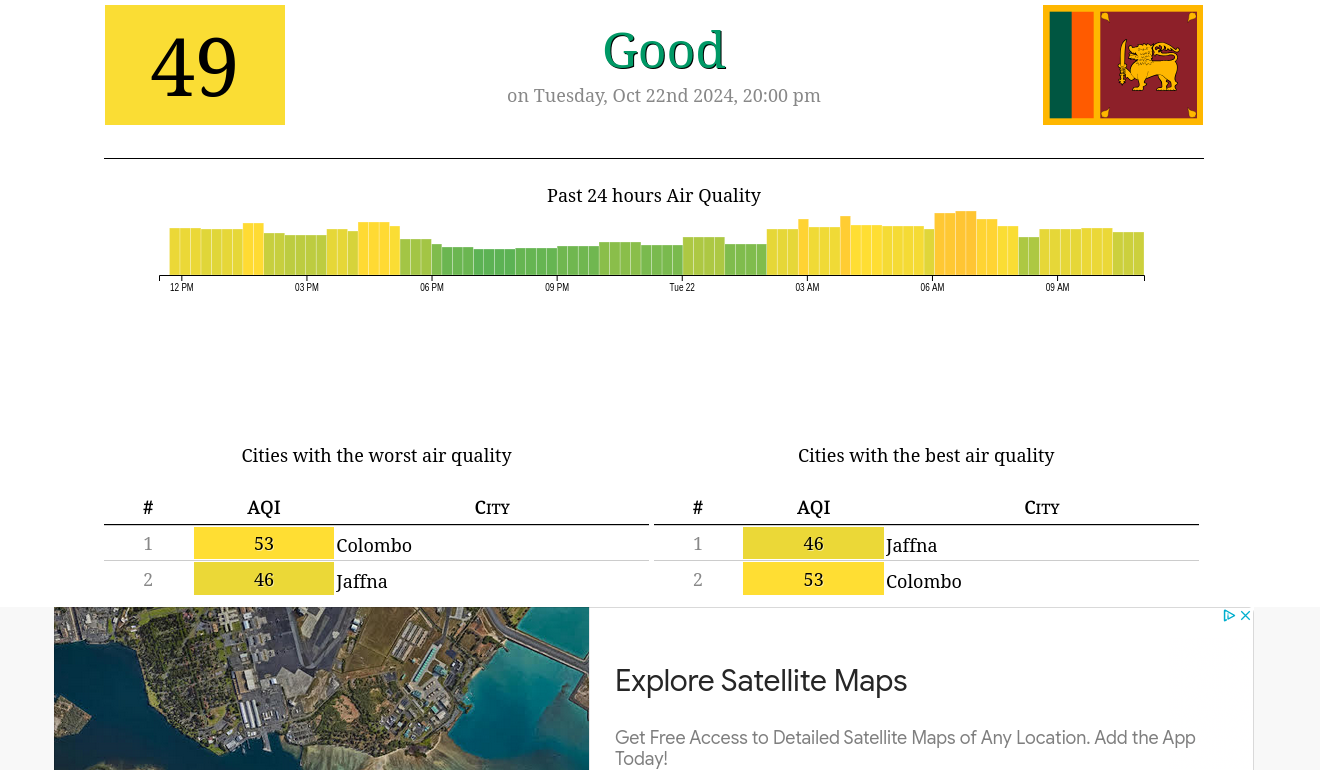 49
Good
on Tuesday, Oct 22nd 2024, 20:00 pm
Past 24 hours Air Quality
12 PM 03 PM 06 PM 09 PM Tue 22 03 AM 06 AM 09 AM
Cities with the worst air quality
# AQI City
1 53 Colombo
2 46 Jaffna
Cities with the best air quality
# AQI City
1 46 Jaffna
2 53 Colombo
Explore Satellite Maps
Get Free Access to Detailed Satellite Maps of Any Location. Add the App
Today!